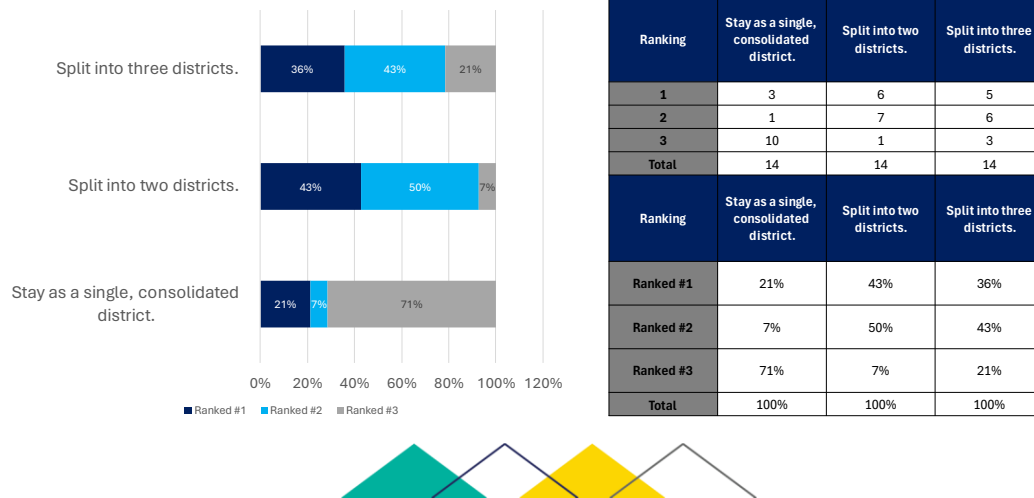 Split into three districts.
36% 43% 21%
Split into two districts.
43% 50% 7%
Stay as a single, consolidated
district.
21% 7% 71%
0% 20% 40% 60% 80% 100% 120%
Ranked #1 Ranked #2 Ranked #3
Ranking
Stay as a single,
consolidated
district.
Split into two
districts.
Split into three
districts.
1 3 6 5
2 1 7 6
3 10 1 3
Total 14 14 14
Ranking
Stay as a single,
consolidated
district.
Split into two
districts.
Split into three
districts.
Ranked #1 21% 43% 36%
Ranked #2 7% 50% 43%
Ranked #3 71% 7% 21%
Total 100% 100% 100%